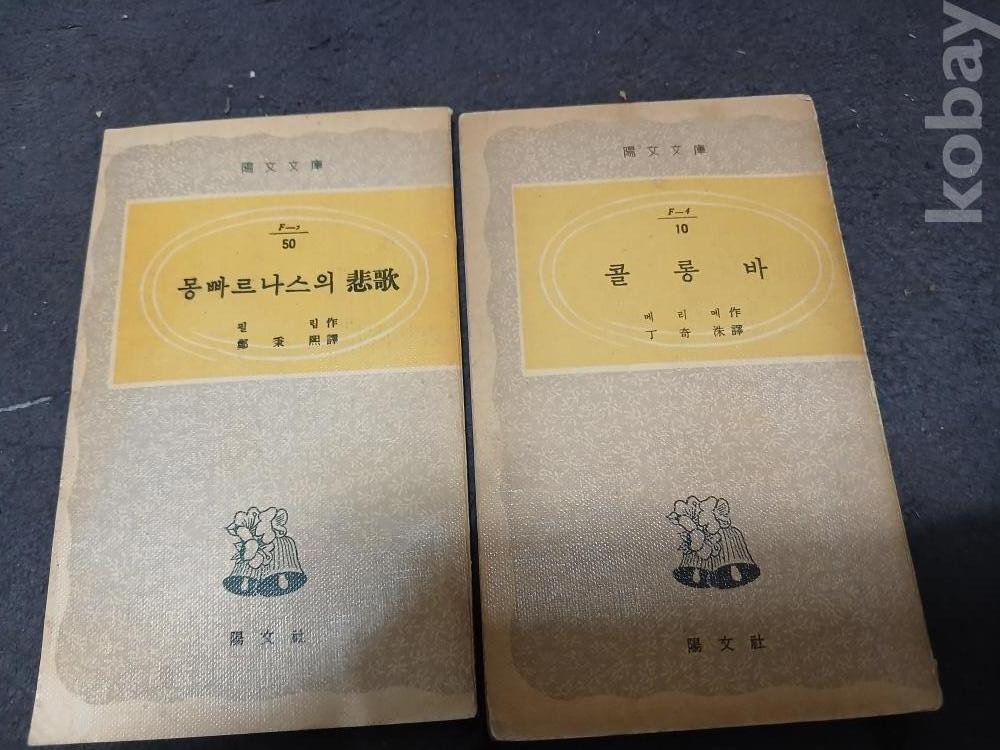 陽文文庫
50
몽빠르나스의 悲歌
필립作
鄭秉熙譯
陽文社
陽文文庫
F—4
10
콜롱바
메리메作
丁奇洙譯
陽文社
kobay